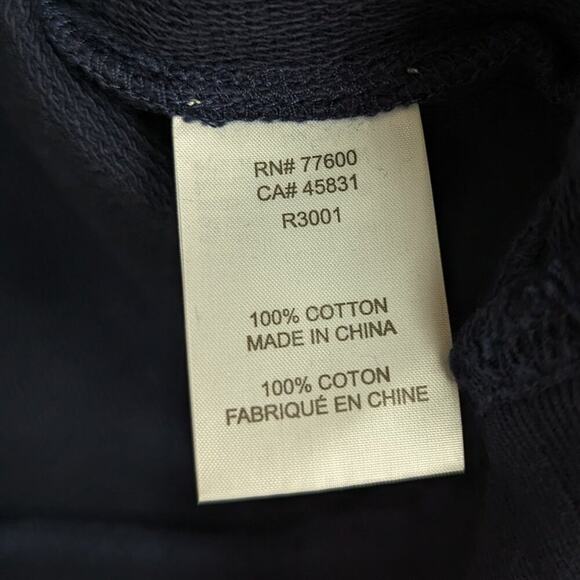 RN# 77600
CA# 45831
R3001
100% COTTON
MADE IN CHINA
100% COTON
FABRIQUÉ EN CHINE